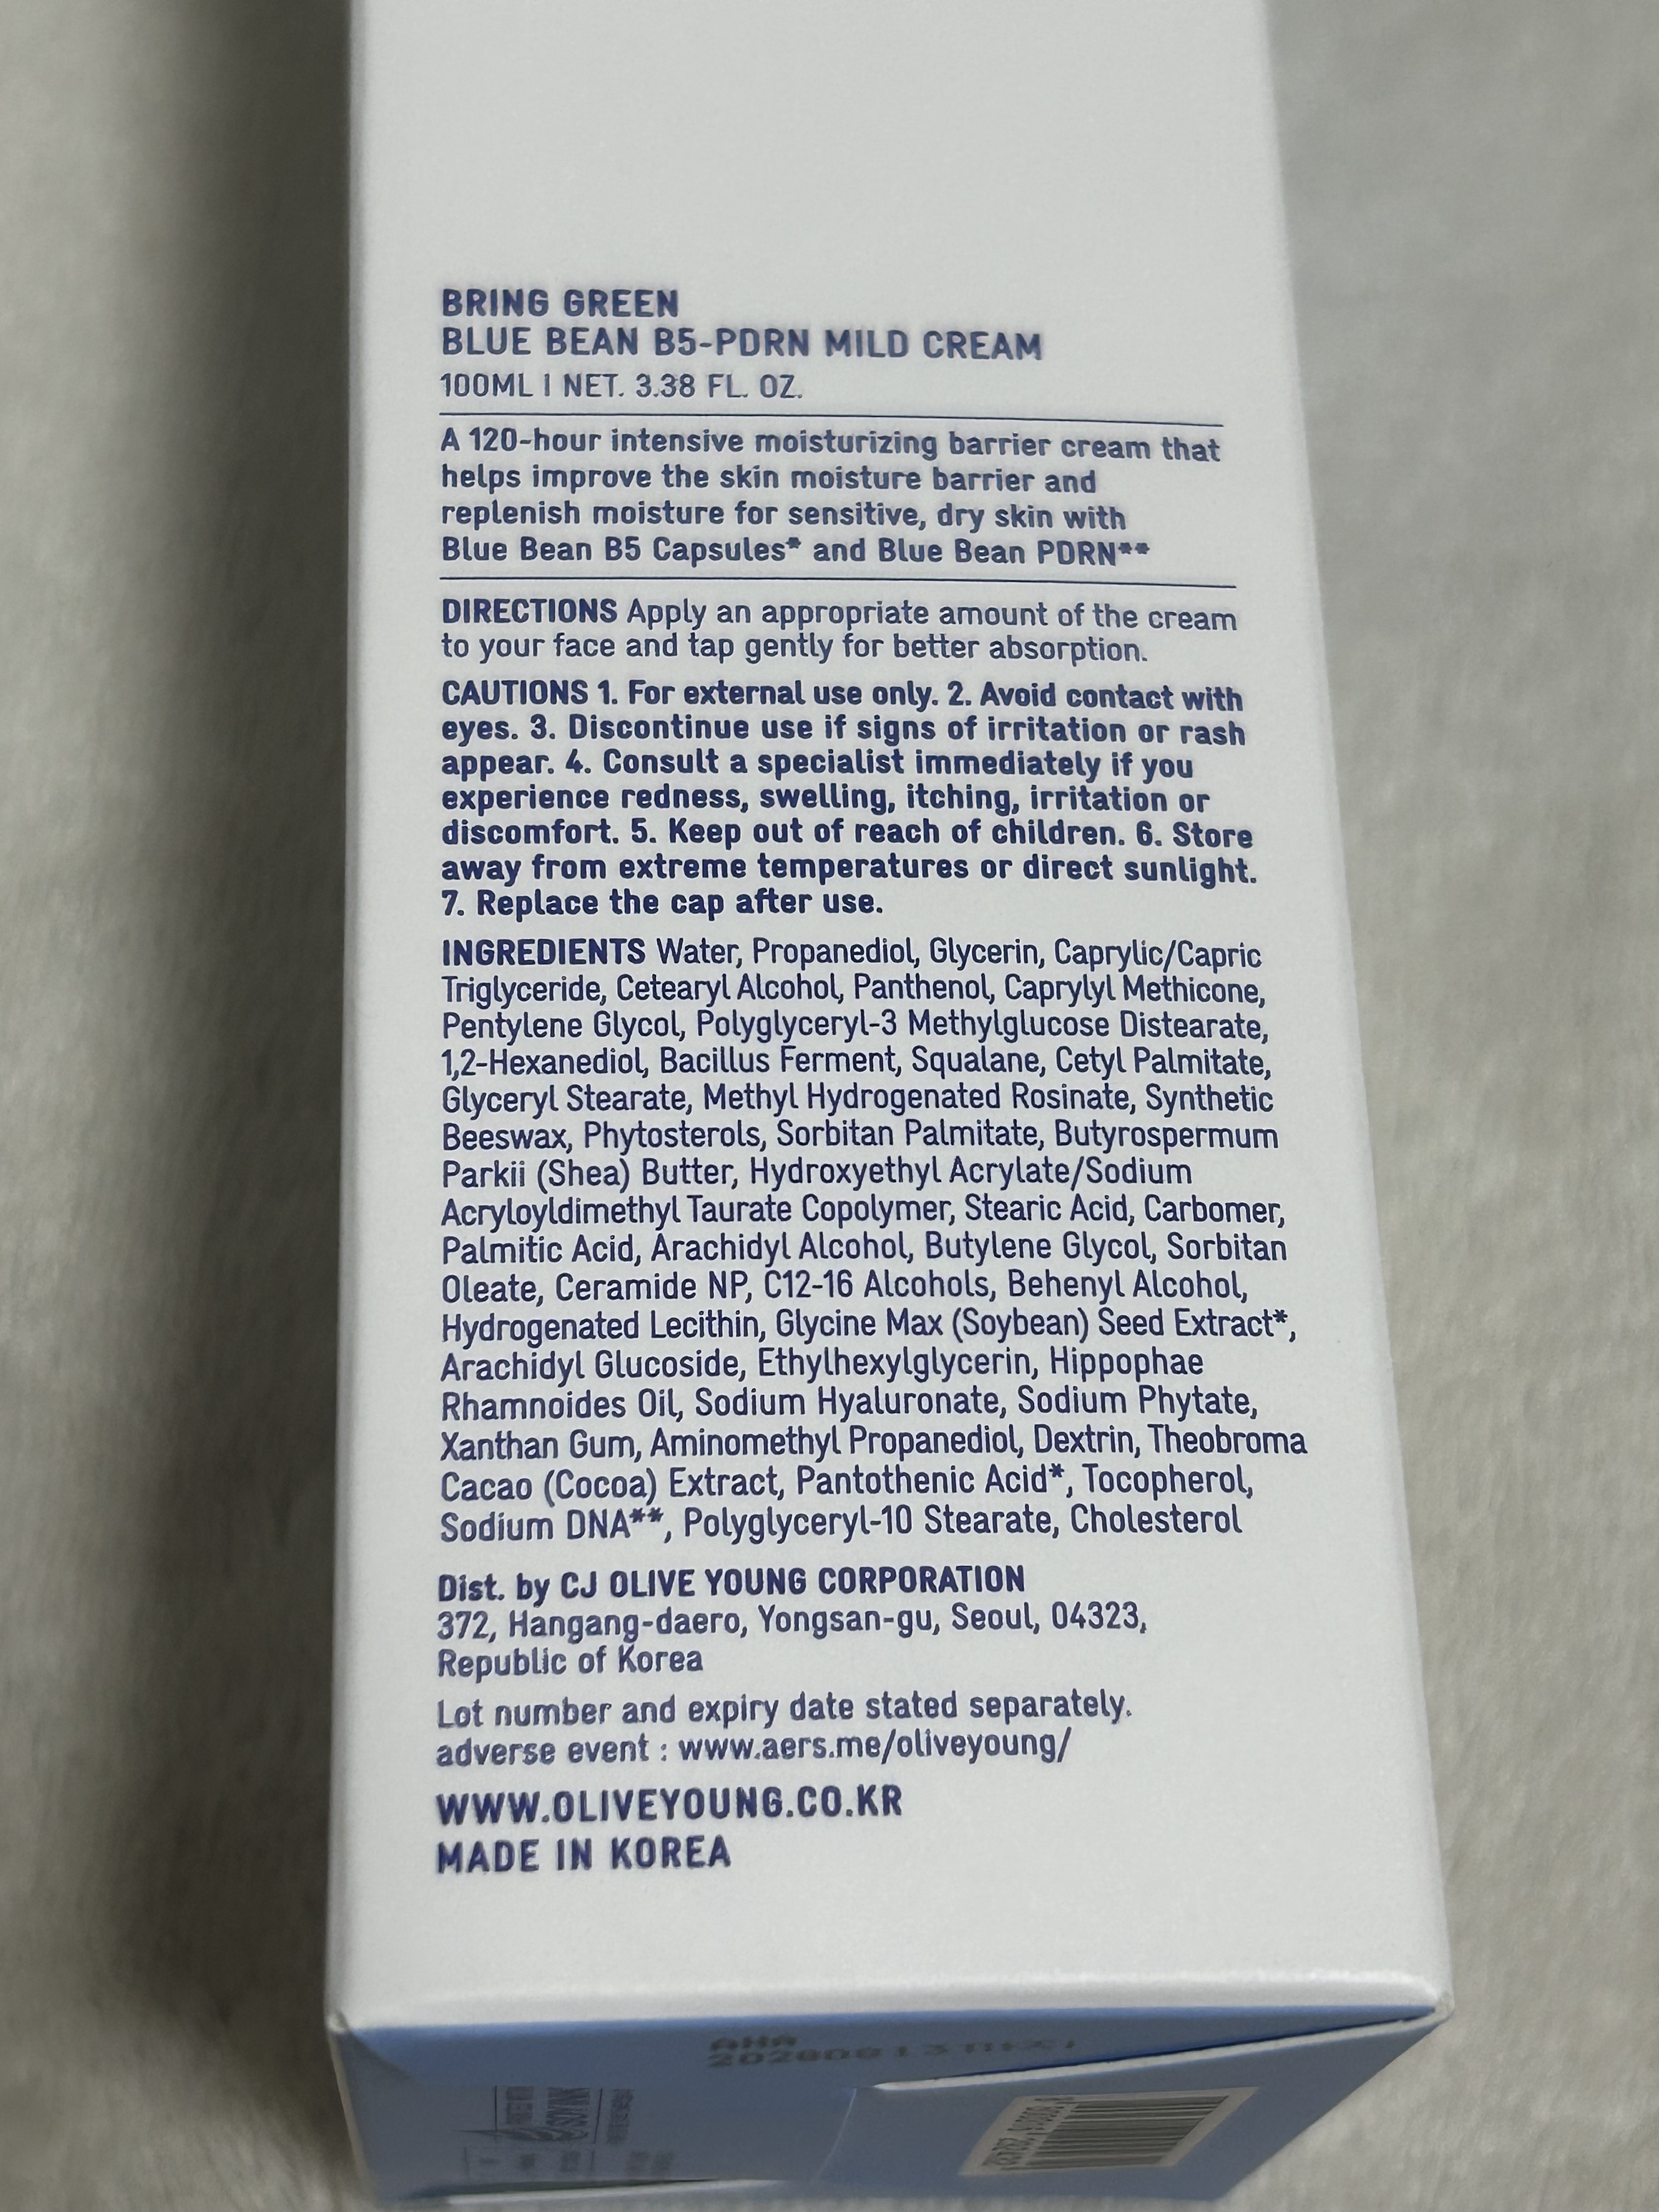 BRING GREEN
BLUE BEAN B5-PDRN MILD CREAM
100ML | NET. 3.38 FL. OZ.
A 120-hour intensive moisturizing barrier cream that
helps improve the skin moisture barrier and
replenish moisture for sensitive, dry skin with
Blue Bean B5 Capsules* and Blue Bean PDRN**
DIRECTIONS Apply an appropriate amount of the cream
to your face and tap gently for better absorption.
CAUTIONS 1. For external use only. 2. Avoid contact with
eyes. 3. Discontinue use if signs of irritation or rash
appear. 4. Consult a specialist immediately if you
experience redness, swelling, itching, irritation or
discomfort. 5. Keep out of reach of children. 6. Store
away from extreme temperatures or direct sunlight.
7. Replace the cap after use.
INGREDIENTS Water, Propanediol, Glycerin, Caprylic/Capric
Triglyceride, Cetearyl Alcohol, Panthenol, Caprylyl Methicone,
Pentylene Glycol, Polyglyceryl-3 Methylglucose Distearate,
1,2-Hexanediol, Bacillus Ferment, Squalane, Cetyl Palmitate,
Glyceryl Stearate, Methyl Hydrogenated Rosinate, Synthetic
Beeswax, Phytosterols, Sorbitan Palmitate, Butyrospermum
Parkii (Shea) Butter, Hydroxyethyl Acrylate/Sodium
Acryloyldimethyl Taurate Copolymer, Stearic Acid, Carbomer,
Palmitic Acid, Arachidyl Alcohol, Butylene Glycol, Sorbitan
Oleate, Ceramide NP, C12-16 Alcohols, Behenyl Alcohol,
Hydrogenated Lecithin, Glycine Max (Soybean) Seed Extract*,
Arachidyl Glucoside, Ethylhexylglycerin, Hippophae
Rhamnoides Oil, Sodium Hyaluronate, Sodium Phytate,
Xanthan Gum, Aminomethyl Propanediol, Dextrin, Theobroma
Cacao (Cocoa) Extract, Pantothenic Acid*, Tocopherol,
Sodium DNA**, Polyglyceryl-10 Stearate, Cholesterol
Dist. by CJ OLIVE YOUNG CORPORATION
372, Hangang-daero, Yongsan-gu, Seoul, 04323,
Republic of Korea
Lot number and expiry date stated separately.
adverse event : www.aers.me/oliveyoung/
WWW.OLIVEYOUNG.CO.KR
MADE IN KOREA